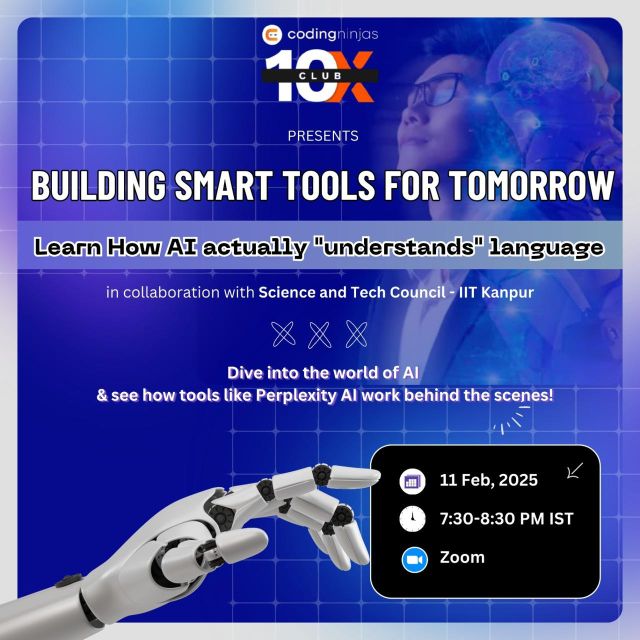 codingninjas
10X
CLUB
PRESENTS
BUILDING SMART TOOLS FOR TOMORROW
Learn How AI actually "understands" language
in collaboration with Science and Tech Council - IIT Kanpur
Dive into the world of AI
& see how tools like Perplexity AI work behind the scenes!
11 Feb, 2025
7:30-8:30 PM IST
Zoom